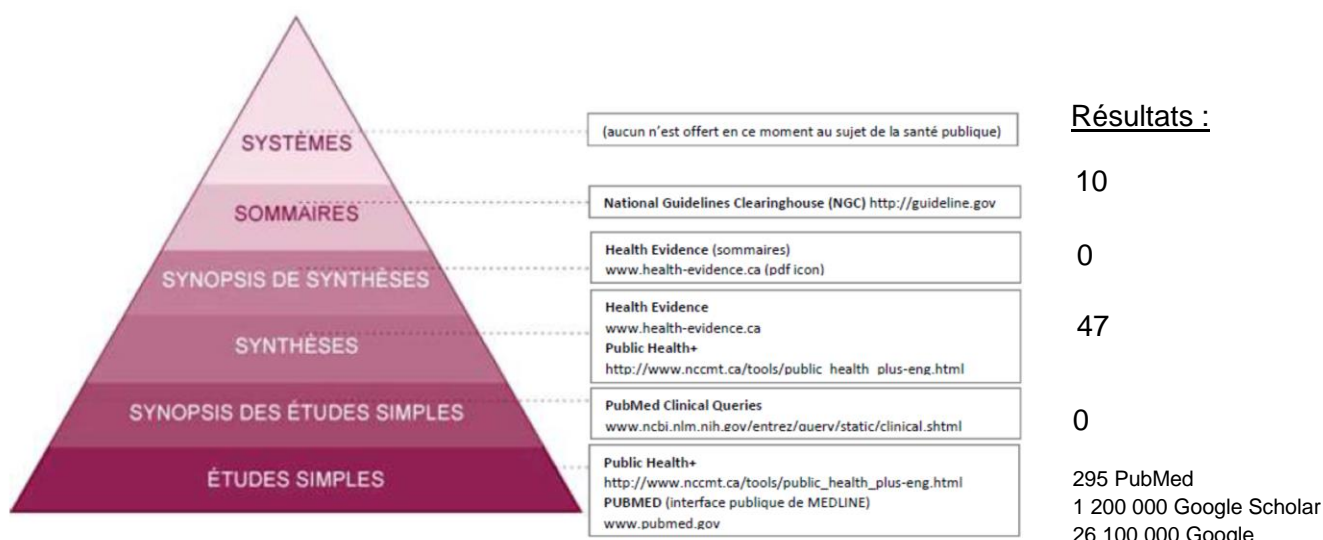 SYSTÈMES
(aucun n'est offert en ce moment au sujet de la santé publique)
Résultats :
SOMMAIRES
National Guidelines Clearinghouse (NGC) http://guideline.gov
10
SYNOPSIS DE SYNTHÈSES
Health Evidence (sommaires)
www.health-evidence.ca (pdf icon)
0
SYNTHÈSES
Health Evidence
www.health-evidence.ca
Public Health+
http://www.nccmt.ca/tools/public_health_plus-eng.html
47
SYNOPSIS DES ÉTUDES SIMPLES
PubMed Clinical Queries
www.ncbi.nlm.nih.gov/entrez/query/static/clinical.shtml
0
ÉTUDES SIMPLES
Public Health+
http://www.nccmt.ca/tools/public_health_plus-eng.html
PUBMED (interface publique de MEDLINE)
www.pubmed.gov
295 PubMed
1 200 000 Google Scholar
26 100 000 Google